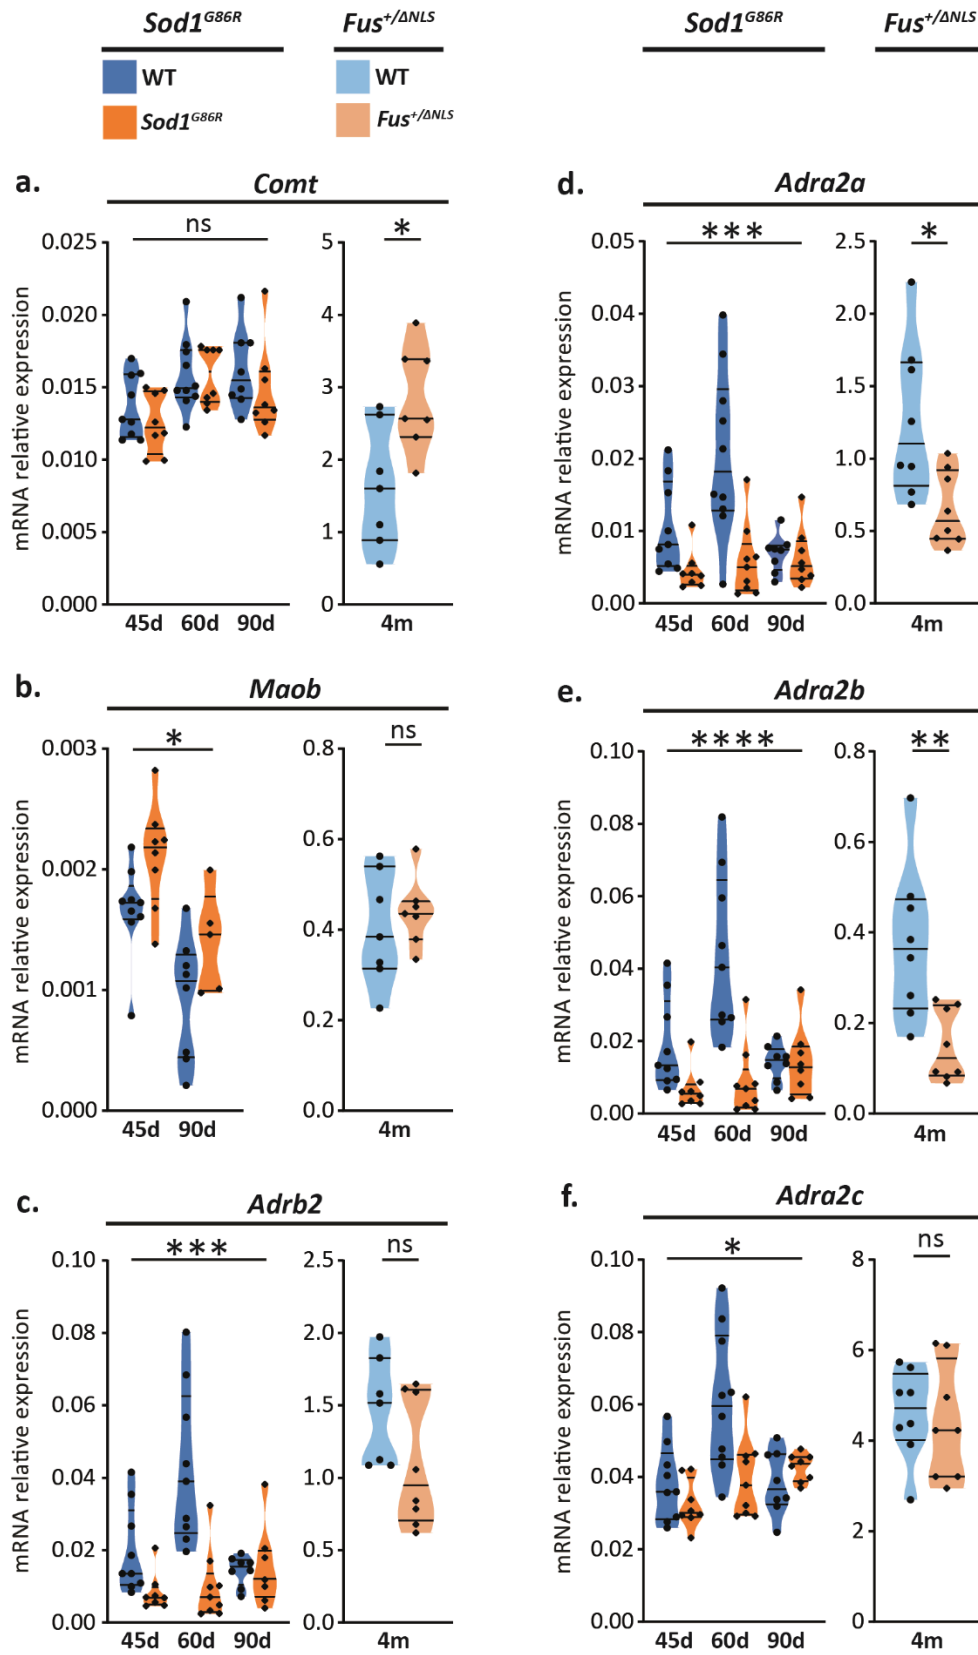 Sod1^G86R Fus^+/ΔNLS Sod1^G86R Fus^+/ΔNLS
WT WT
Sod1^G86R Fus^+/ΔNLS
a. Comt
ns *
mRNA relative expression
0.025
0.020
0.015
0.010
0.005
0.000
5
4
3
2
1
0
45d 60d 90d 4m
b. Maob
* ns
mRNA relative expression
0.003
0.002
0.001
0.000
0.8
0.6
0.4
0.2
0.0
45d 90d 4m
c. Adrb2
*** ns
mRNA relative expression
0.10
0.08
0.06
0.04
0.02
0.00
2.5
2.0
1.5
1.0
0.5
0.0
45d 60d 90d 4m
d. Adra2a
*** *
mRNA relative expression
0.05
0.04
0.03
0.02
0.01
0.00
2.5
2.0
1.5
1.0
0.5
0.0
45d 60d 90d 4m
e. Adra2b
**** **
mRNA relative expression
0.10
0.08
0.06
0.04
0.02
0.00
0.8
0.6
0.4
0.2
0.0
45d 60d 90d 4m
f. Adra2c
* ns
mRNA relative expression
0.10
0.08
0.06
0.04
0.02
0.00
8
6
4
2
0
45d 60d 90d 4m